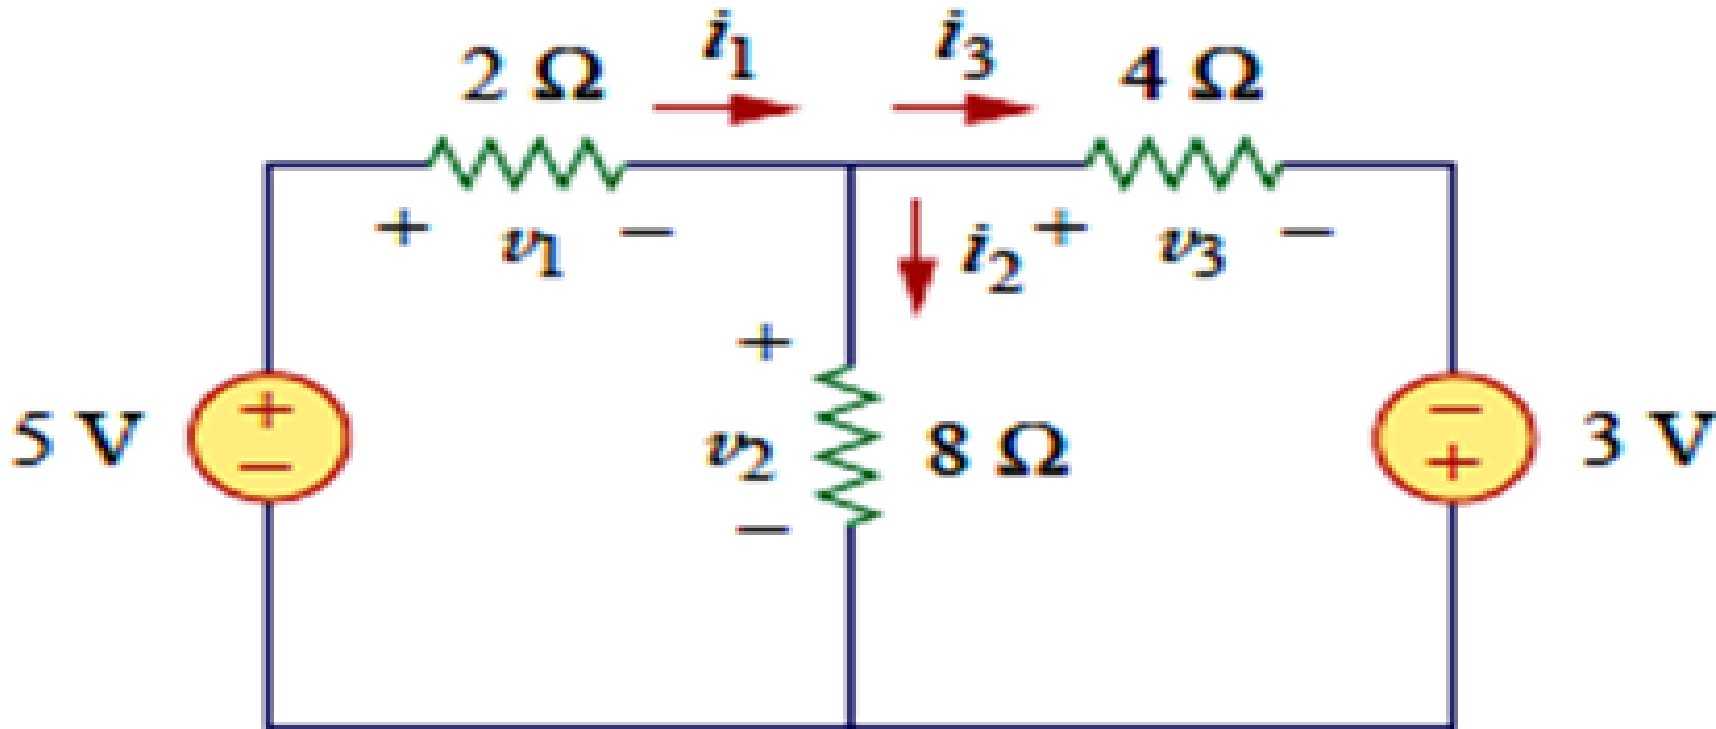 2 Ω i₁ i₃ 4 Ω
+ v₁ − i₂ + v₃ −
+
5 V + − v₂ 8 Ω − + 3 V
−